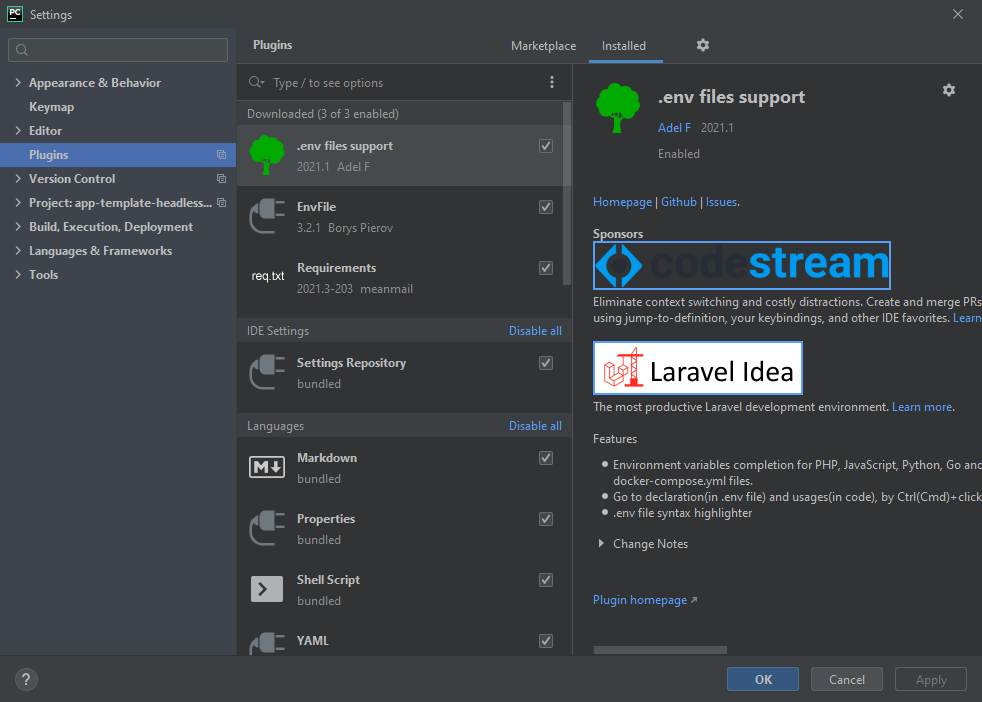 PC
Settings
Appearance & Behavior
Keymap
Editor
Plugins
Version Control
Project: app-template-headless...
Build, Execution, Deployment
Languages & Frameworks
Tools
Plugins
Marketplace
Installed
Type / to see options
Downloaded (3 of 3 enabled)
.env files support
2021.1 Adel F
EnvFile
3.2.1 Borys Pierov
req.txt
Requirements
2021.3-203 meanmail
IDE Settings
Disable all
Settings Repository
bundled
Languages
Disable all
M
Markdown
bundled
Properties
bundled
Shell Script
bundled
YAML
.env files support
Adel F 2021.1
Enabled
Homepage | Github | Issues.
Sponsors
codestream
Eliminate context switching and costly distractions. Create and merge PRs
using jump-to-definition, your keybindings, and other IDE favorites. Learn
Laravel Idea
The most productive Laravel development environment. Learn more.
Features
• Environment variables completion for PHP, JavaScript, Python, Go and
docker-compose.yml files.
• Go to declaration(in .env file) and usages(in code), by Ctrl(Cmd)+click
• .env file syntax highlighter
Change Notes
Plugin homepage
?
OK
Cancel
Apply